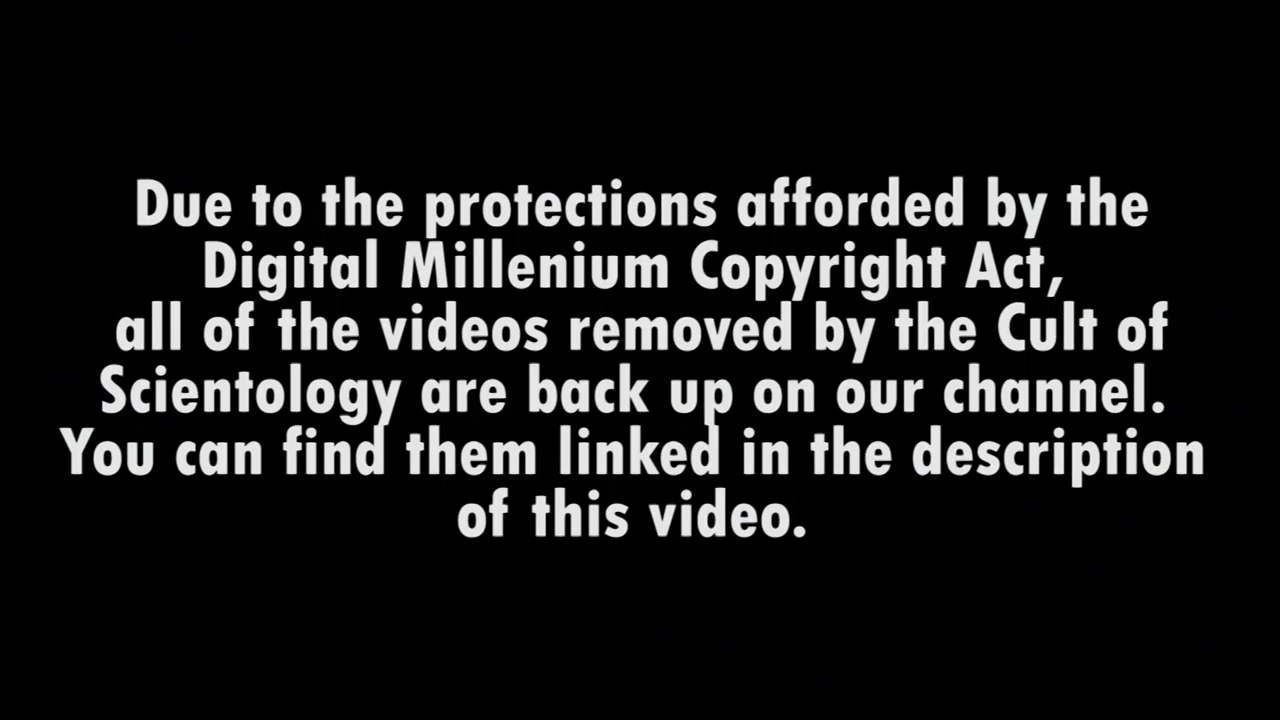 Due to the protections afforded by the
Digital Millenium Copyright Act,
all of the videos removed by the Cult of
Scientology are back up on our channel.
You can find them linked in the description
of this video.